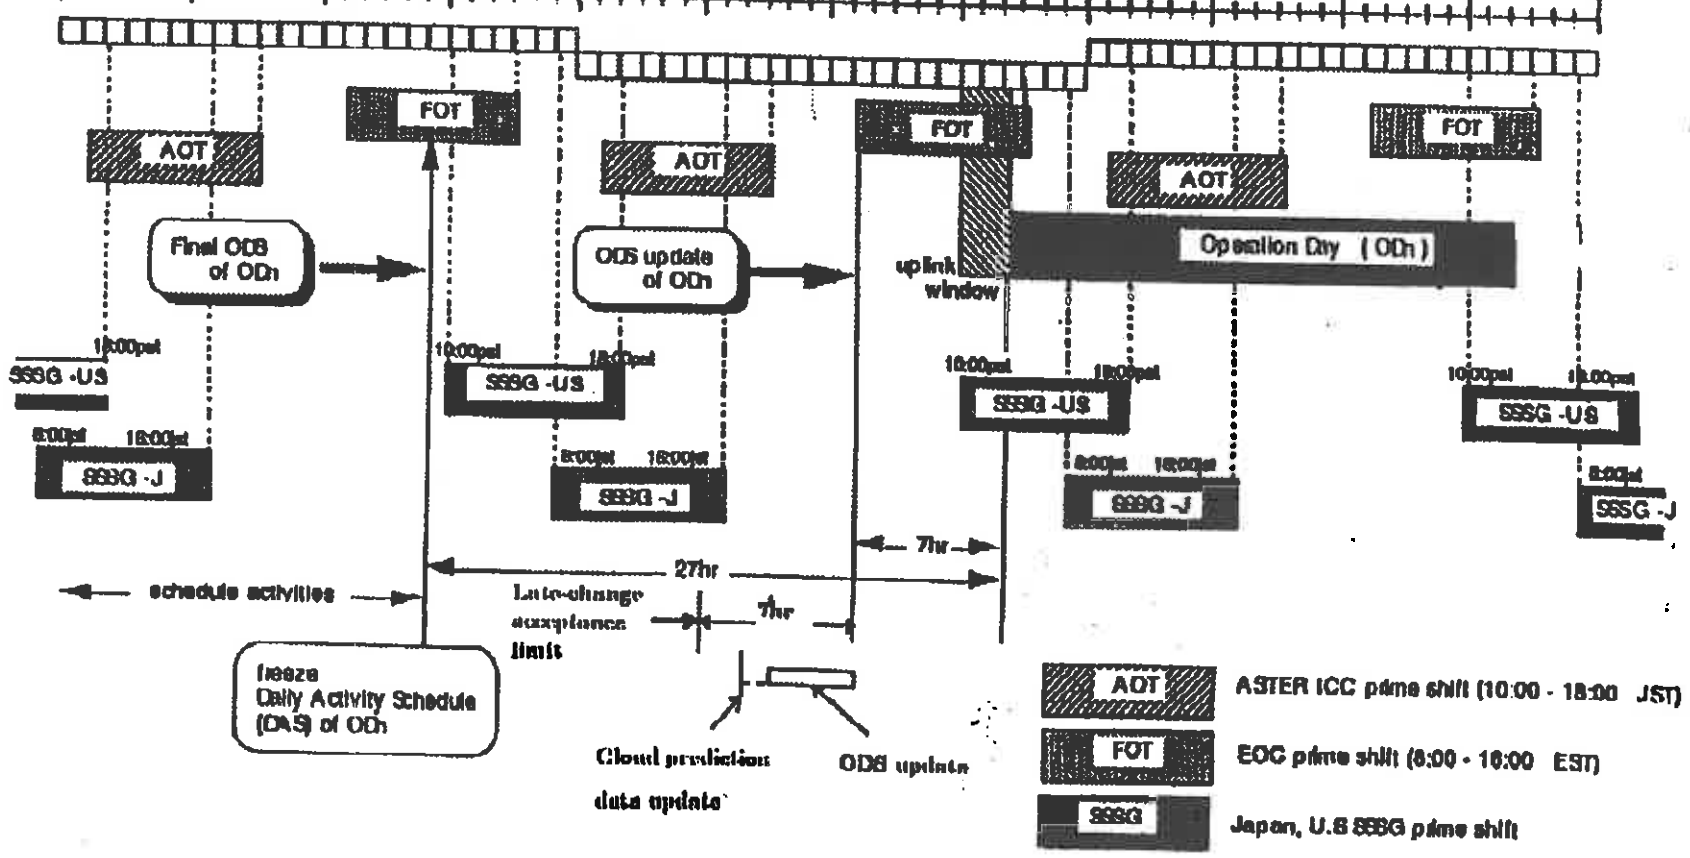 FOT
FOT
FOT
AOT
AOT
AOT
Final ODS
of ODn
ODS update
of ODn
uplink
window
Operation Day ( ODn )
18:00pst
SSSG -US
10:00pst
18:00pst
SSSG -US
10:00pst
18:00pst
SSSG -US
10:00pst
18:00pst
SSSG -US
8:00jst
16:00jst
SSSG -J
8:00jst
16:00jst
SSSG -J
8:00jst
16:00jst
SSSG -J
8:00jst
SSSG -J
7hr
27hr
schedule activities
Late-change
acceptance
limit
7hr
freeze
Daily Activity Schedule
(DAS) of ODn
Cloud prediction
data update
ODS update
AOT
ASTER ICC prime shift (10:00 - 18:00 JST)
FOT
EOC prime shift (8:00 - 16:00 EST)
SSSG
Japan, U.S SSSG prime shift